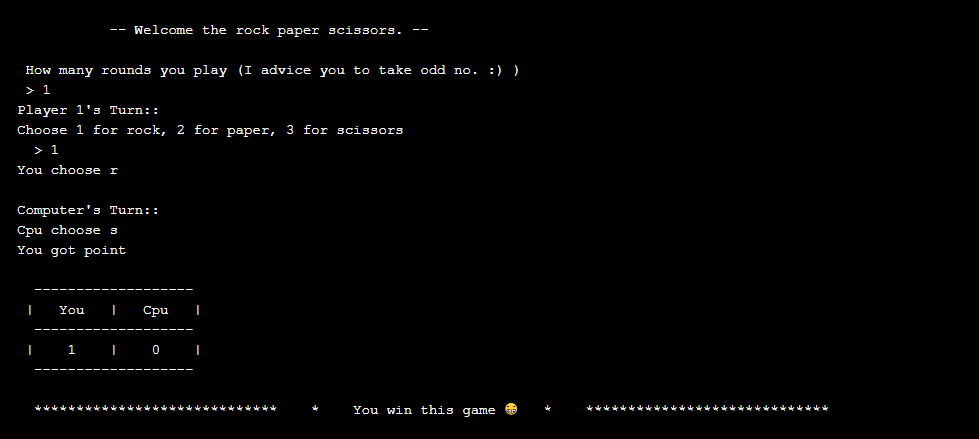 -- Welcome the rock paper scissors. --
How many rounds you play (I advice you to take odd no. :) )
> 1
Player 1's Turn::
Choose 1 for rock, 2 for paper, 3 for scissors
> 1
You choose r
Computer's Turn::
Cpu choose s
You got point
-------------------
| You | Cpu |
-------------------
| 1 | 0 |
-------------------
***************************** * You win this game 😁 * *****************************